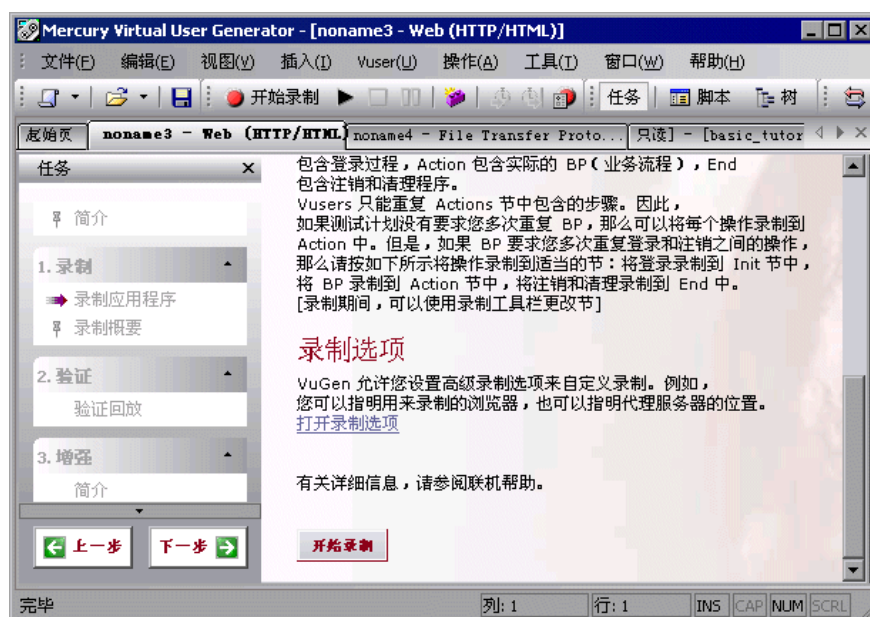 Mercury Virtual User Generator - [noname3 - Web (HTTP/HTML)]
文件(F) 编辑(E) 视图(V) 插入(I) Vuser(U) 操作(A) 工具(T) 窗口(W) 帮助(H)
开始录制 任务 脚本 树
起始页 noname3 - Web (HTTP/HTML) noname4 - File Transfer Proto... 只读] - [basic_tutor
任务
简介
1. 录制
录制应用程序
录制概要
2. 验证
验证回放
3. 增强
简介
上一步 下一步
包含登录过程，Action 包含实际的 BP（业务流程），End
包含注销和清理程序。
Vusers 只能重复 Actions 节中包含的步骤。因此，
如果测试计划没有要求您多次重复 BP，那么可以将每个操作录制到
Action 中。但是，如果 BP 要求您多次重复登录和注销之间的操作，
那么请按如下所示将操作录制到适当的节：将登录录制到 Init 节中，
将 BP 录制到 Action 节中，将注销和清理录制到 End 中。
[录制期间，可以使用录制工具栏更改节]
录制选项
VuGen 允许您设置高级录制选项来自定义录制。例如，
您可以指明用来录制的浏览器，也可以指明代理服务器的位置。
打开录制选项
有关详细信息，请参阅联机帮助。
开始录制
完毕 列: 1 行: 1 INS CAP NUM SCRL